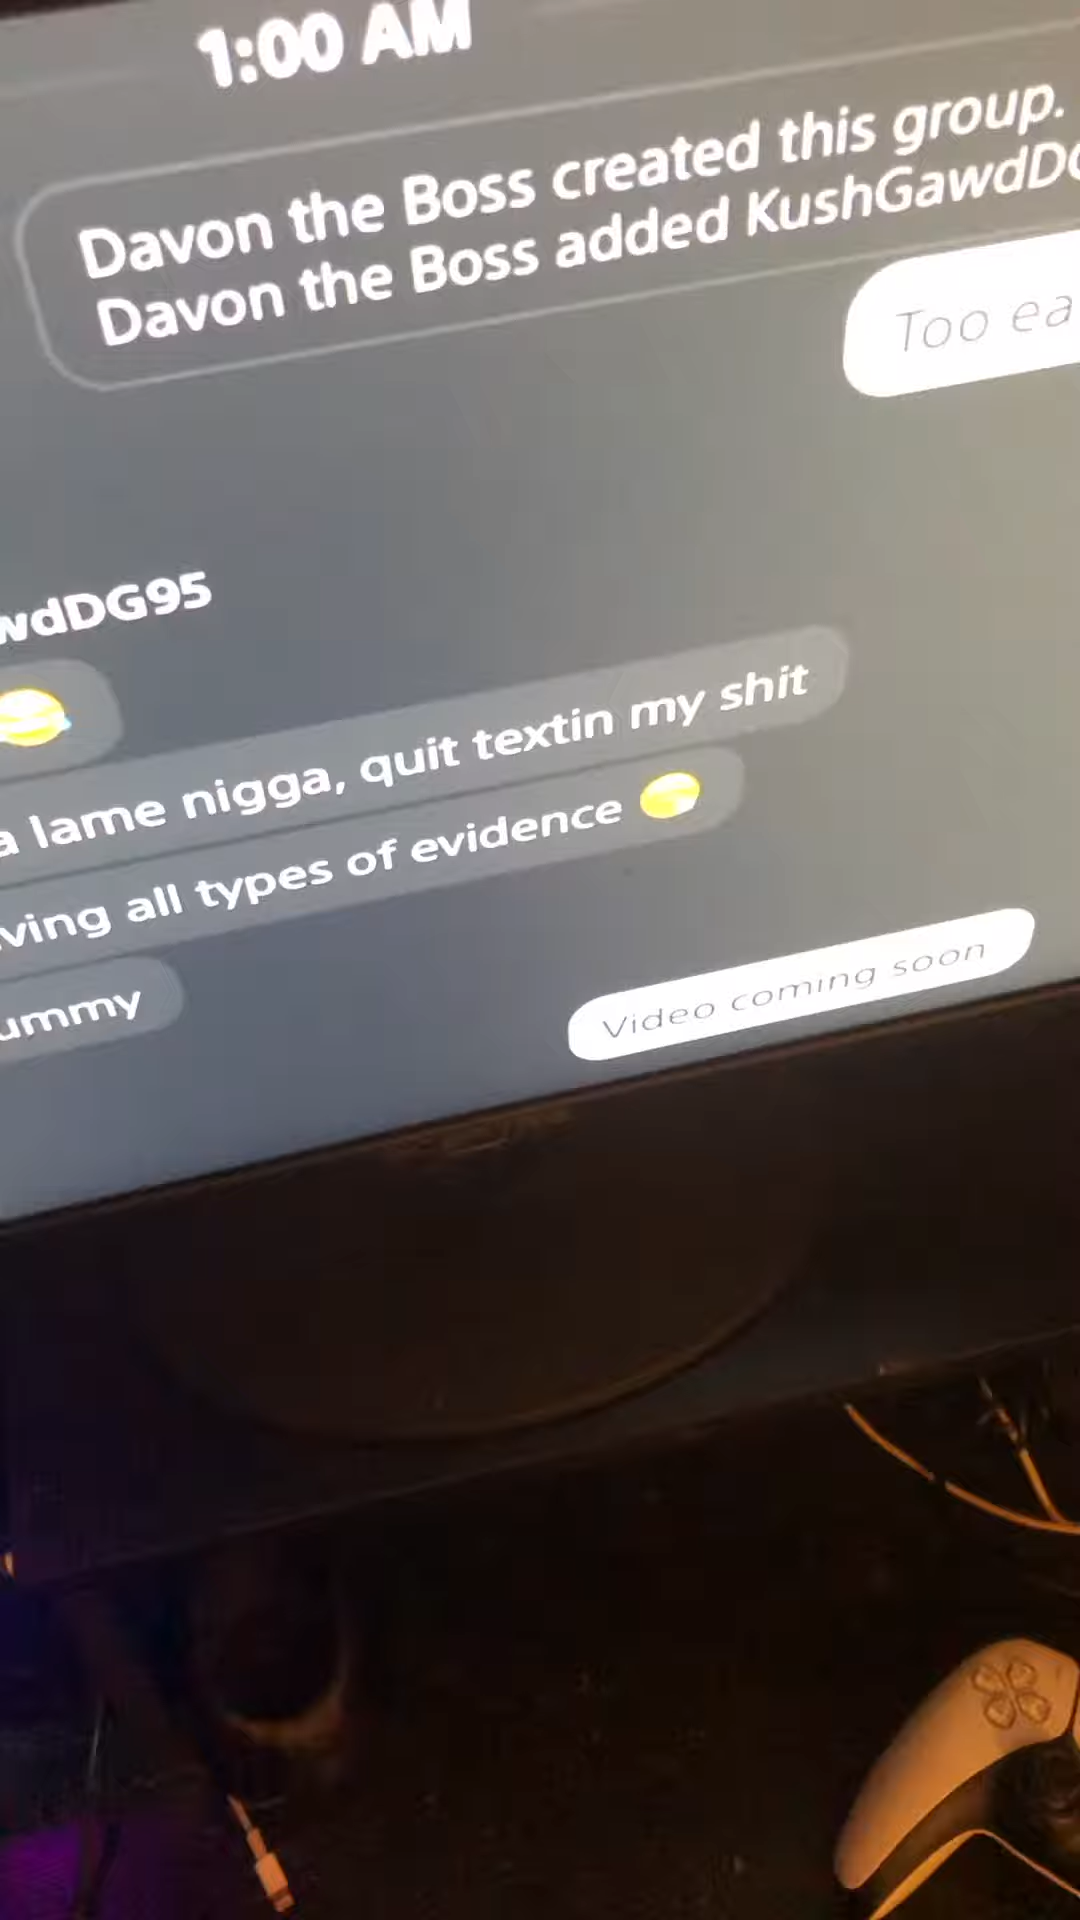 1:00 AM
Davon the Boss created this group.
Davon the Boss added KushGawdDG
Too ea
wdDG95
a lame nigga, quit textin my shit
ving all types of evidence
ummy
Video coming soon